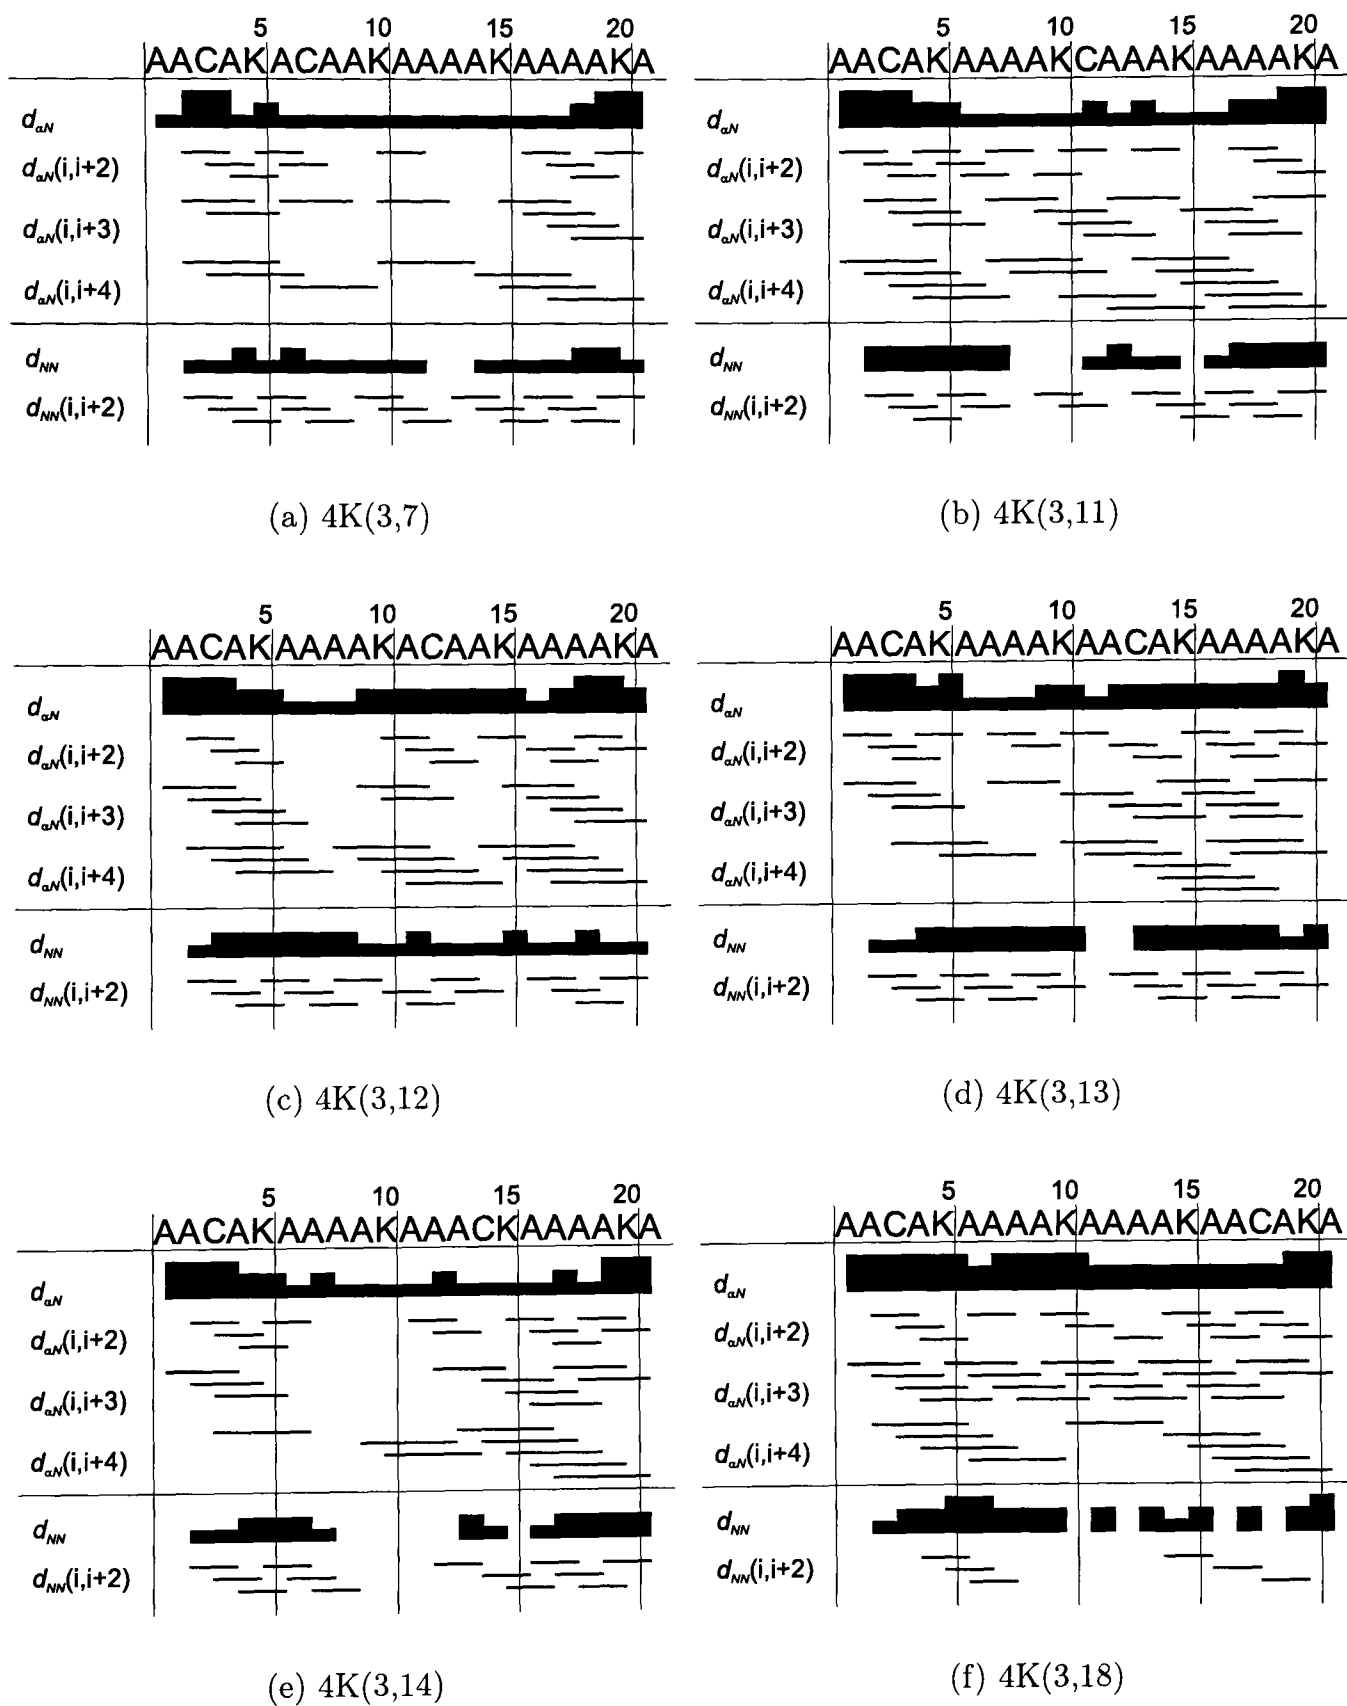 5 10 15 20
AACAKACAAKAAAAKAAAAKA
dαN
dαN(i,i+2)
dαN(i,i+3)
dαN(i,i+4)
dNN
dNN(i,i+2)
(a) 4K(3,7)
5 10 15 20
AACAKAAAAKCAAAKAAAAKA
dαN
dαN(i,i+2)
dαN(i,i+3)
dαN(i,i+4)
dNN
dNN(i,i+2)
(b) 4K(3,11)
5 10 15 20
AACAKAAAAKACAAKAAAAKA
dαN
dαN(i,i+2)
dαN(i,i+3)
dαN(i,i+4)
dNN
dNN(i,i+2)
(c) 4K(3,12)
5 10 15 20
AACAKAAAAKAACAKAAAAKA
dαN
dαN(i,i+2)
dαN(i,i+3)
dαN(i,i+4)
dNN
dNN(i,i+2)
(d) 4K(3,13)
5 10 15 20
AACAKAAAAKAAACKAAAAKA
dαN
dαN(i,i+2)
dαN(i,i+3)
dαN(i,i+4)
dNN
dNN(i,i+2)
(e) 4K(3,14)
5 10 15 20
AACAKAAAAKAAAAKAACAKA
dαN
dαN(i,i+2)
dαN(i,i+3)
dαN(i,i+4)
dNN
dNN(i,i+2)
(f) 4K(3,18)